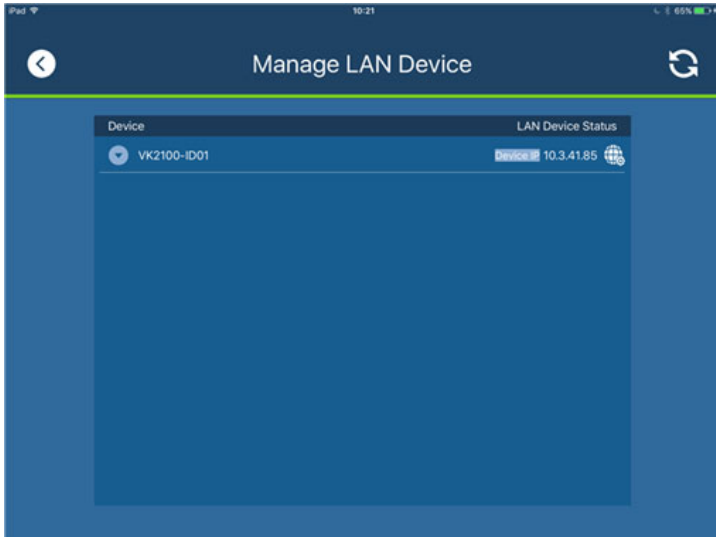 iPad 10:21 65%
Manage LAN Device
Device LAN Device Status
VK2100-ID01 Device IP 10.3.41.85